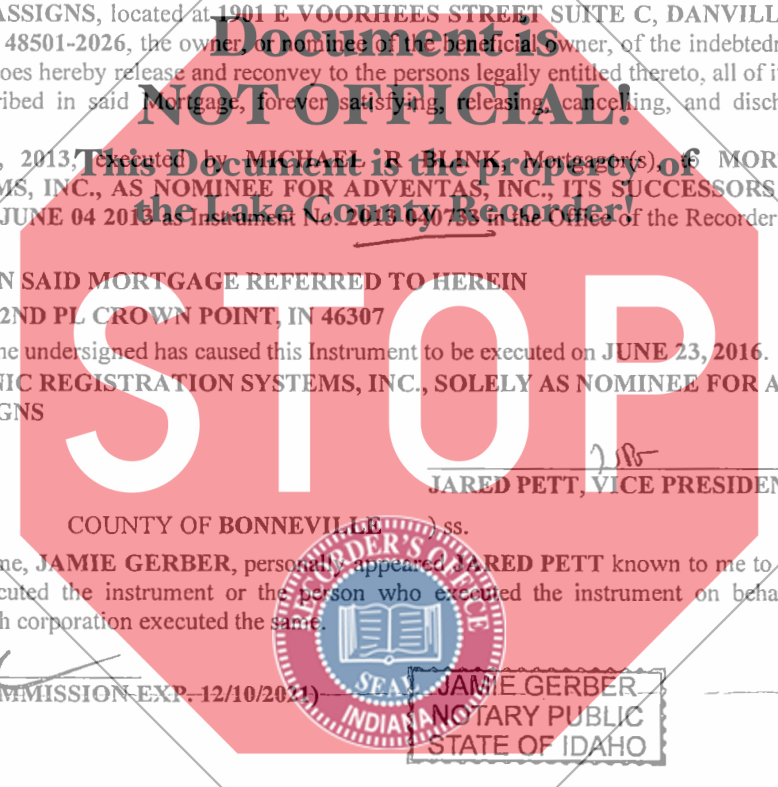 ASSIGNS, located at 1901 E VOORHEES STREET SUITE C, DANVILL
Document is
48501-2026, the owner, or nominee of the beneficial owner, of the indebtedn
oes hereby release and reconvey to the persons legally entitled thereto, all of i
NOT OFFICIAL!
ribed in said Mortgage, forever satisfying, releasing, cancelling, and disch
This Document is the property of
, 2013, executed by MICHAEL R BLINK, Mortgagor(s), to MOR
MS, INC., AS NOMINEE FOR ADVENTAS, INC., ITS SUCCESSORS
the Lake County Recorder!
JUNE 04 2013 as Instrument No. 2013 040733 in the Office of the Recorder
N SAID MORTGAGE REFERRED TO HEREIN
2ND PL CROWN POINT, IN 46307
he undersigned has caused this Instrument to be executed on JUNE 23, 2016.
NIC REGISTRATION SYSTEMS, INC., SOLELY AS NOMINEE FOR A
GNS
STOP
JARED PETT, VICE PRESIDEN
COUNTY OF BONNEVILLE ) ss.
me, JAMIE GERBER, personally appeared JARED PETT known to me to
cuted the instrument or the person who executed the instrument on beha
h corporation executed the same.
RECORDER'S OFFICE
SEAL
INDIANA
MMISSION EXP. 12/10/2021)
JAMIE GERBER
NOTARY PUBLIC
STATE OF IDAHO